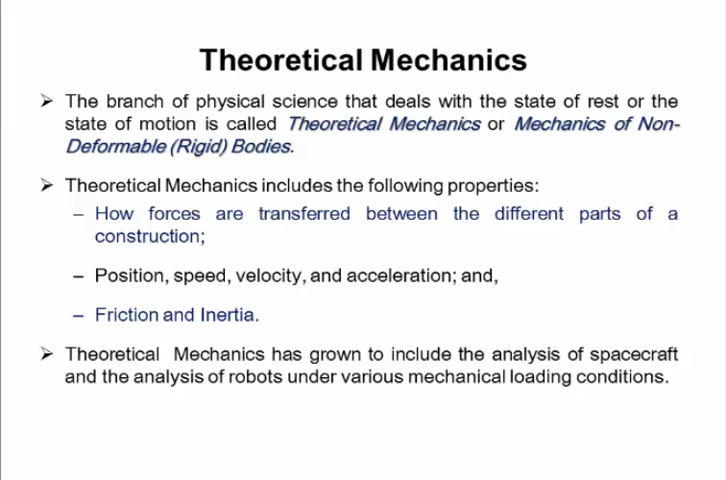 Theoretical Mechanics
➤ The branch of physical science that deals with the state of rest or the
state of motion is called Theoretical Mechanics or Mechanics of Non-
Deformable (Rigid) Bodies.
➤ Theoretical Mechanics includes the following properties:
– How forces are transferred between the different parts of a
construction;
– Position, speed, velocity, and acceleration; and,
– Friction and Inertia.
➤ Theoretical Mechanics has grown to include the analysis of spacecraft
and the analysis of robots under various mechanical loading conditions.